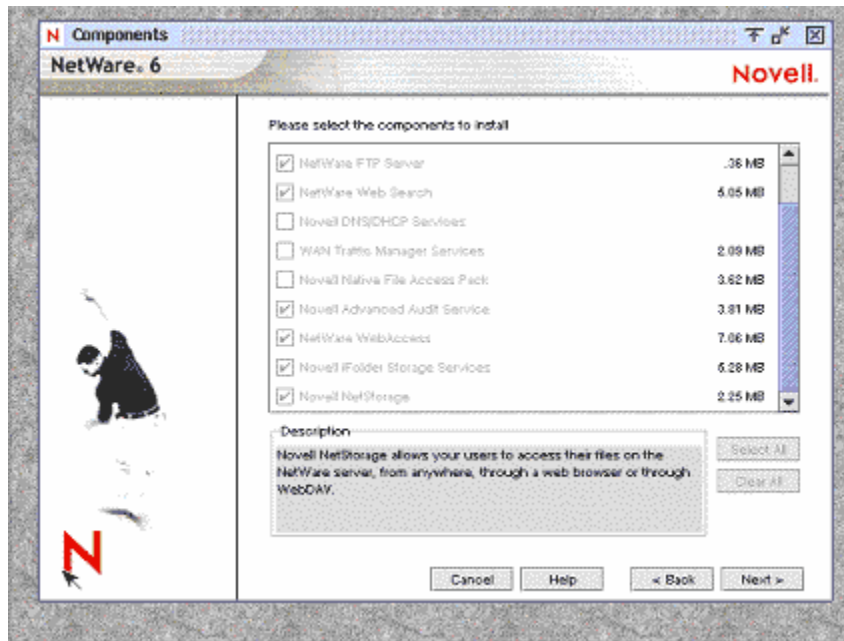 N Components
NetWare. 6
Novell.
Please select the components to install
NetWare FTP Server .36 MB
NetWare Web Search 5.05 MB
Novell DNS/DHCP Services
WAN Traffic Manager Services 2.09 MB
Novell Native File Access Pack 3.62 MB
Novell Advanced Audit Service 3.81 MB
NetWare WebAccess 7.06 MB
Novell iFolder Storage Services 6.28 MB
Novell NetStorage 2.25 MB
Description
Novell NetStorage allows your users to access their files on the
NetWare server, from anywhere, through a web browser or through
WebDAV.
Select All
Clear All
N
Cancel Help < Back Next >